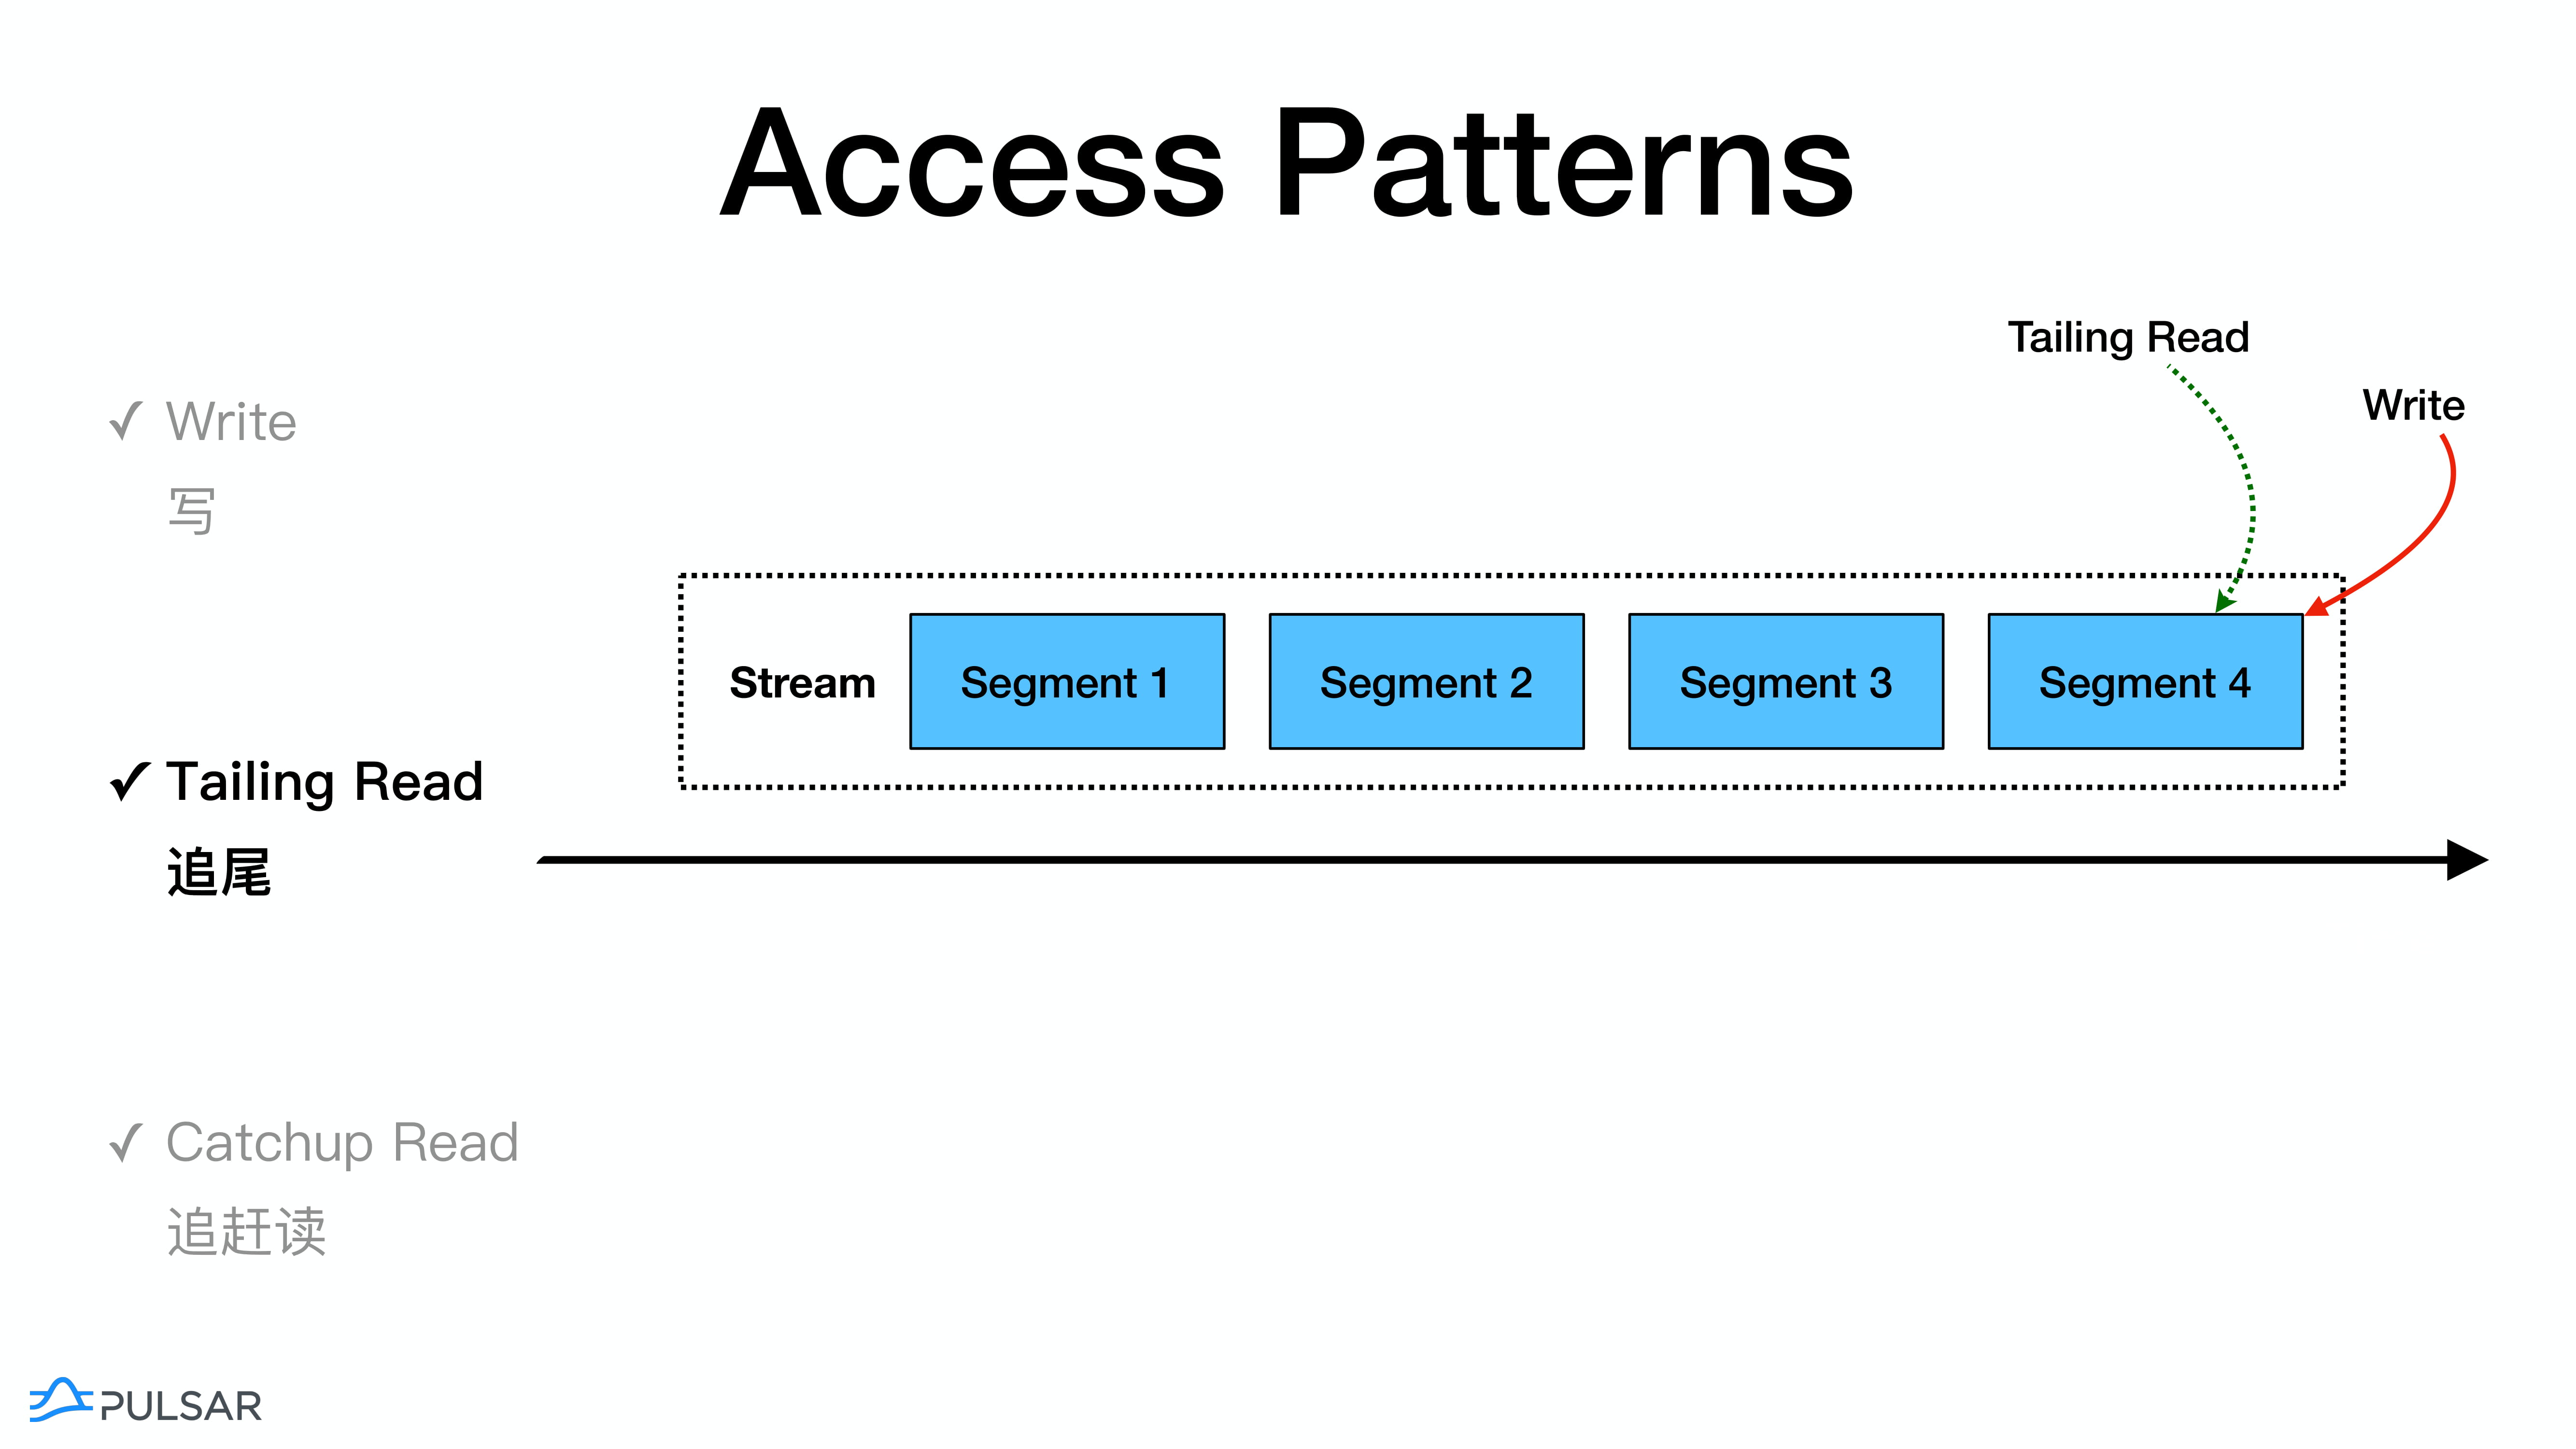 Access Patterns
✓ Write
写
✓ Tailing Read
追尾
✓ Catchup Read
追赶读
Tailing Read
Write
Stream
Segment 1
Segment 2
Segment 3
Segment 4
PULSAR